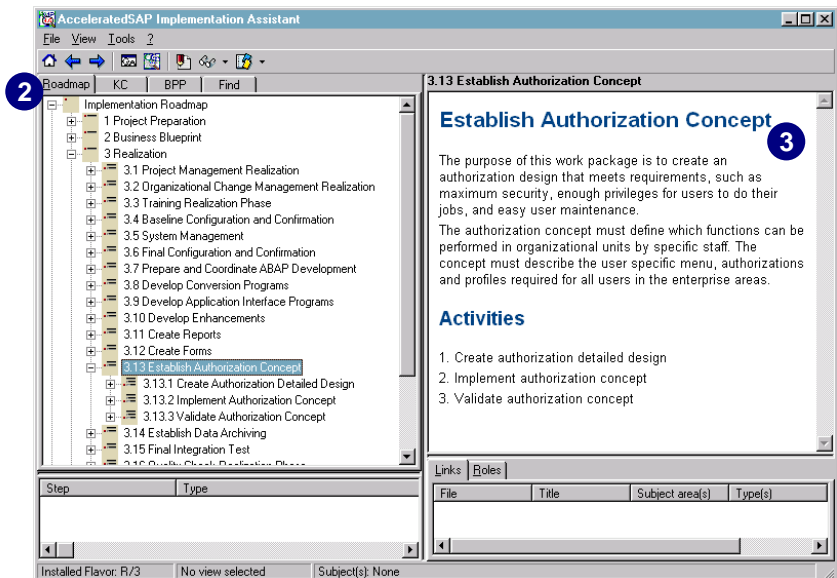 AcceleratedSAP Implementation Assistant
File View Tools ?
2
Roadmap KC BPP Find
Implementation Roadmap
1 Project Preparation
2 Business Blueprint
3 Realization
3.1 Project Management Realization
3.2 Organizational Change Management Realization
3.3 Training Realization Phase
3.4 Baseline Configuration and Confirmation
3.5 System Management
3.6 Final Configuration and Confirmation
3.7 Prepare and Coordinate ABAP Development
3.8 Develop Conversion Programs
3.9 Develop Application Interface Programs
3.10 Develop Enhancements
3.11 Create Reports
3.12 Create Forms
3.13 Establish Authorization Concept
3.13.1 Create Authorization Detailed Design
3.13.2 Implement Authorization Concept
3.13.3 Validate Authorization Concept
3.14 Establish Data Archiving
3.15 Final Integration Test
3.16 Quality Check Realization Phase
Step Type
3.13 Establish Authorization Concept
Establish Authorization Concept
3
The purpose of this work package is to create an
authorization design that meets requirements, such as
maximum security, enough privileges for users to do their
jobs, and easy user maintenance.
The authorization concept must define which functions can be
performed in organizational units by specific staff. The
concept must describe the user specific menu, authorizations
and profiles required for all users in the enterprise areas.
Activities
1. Create authorization detailed design
2. Implement authorization concept
3. Validate authorization concept
Links Roles
File Title Subject area(s) Type(s)
Installed Flavor: R/3 No view selected Subject(s): None